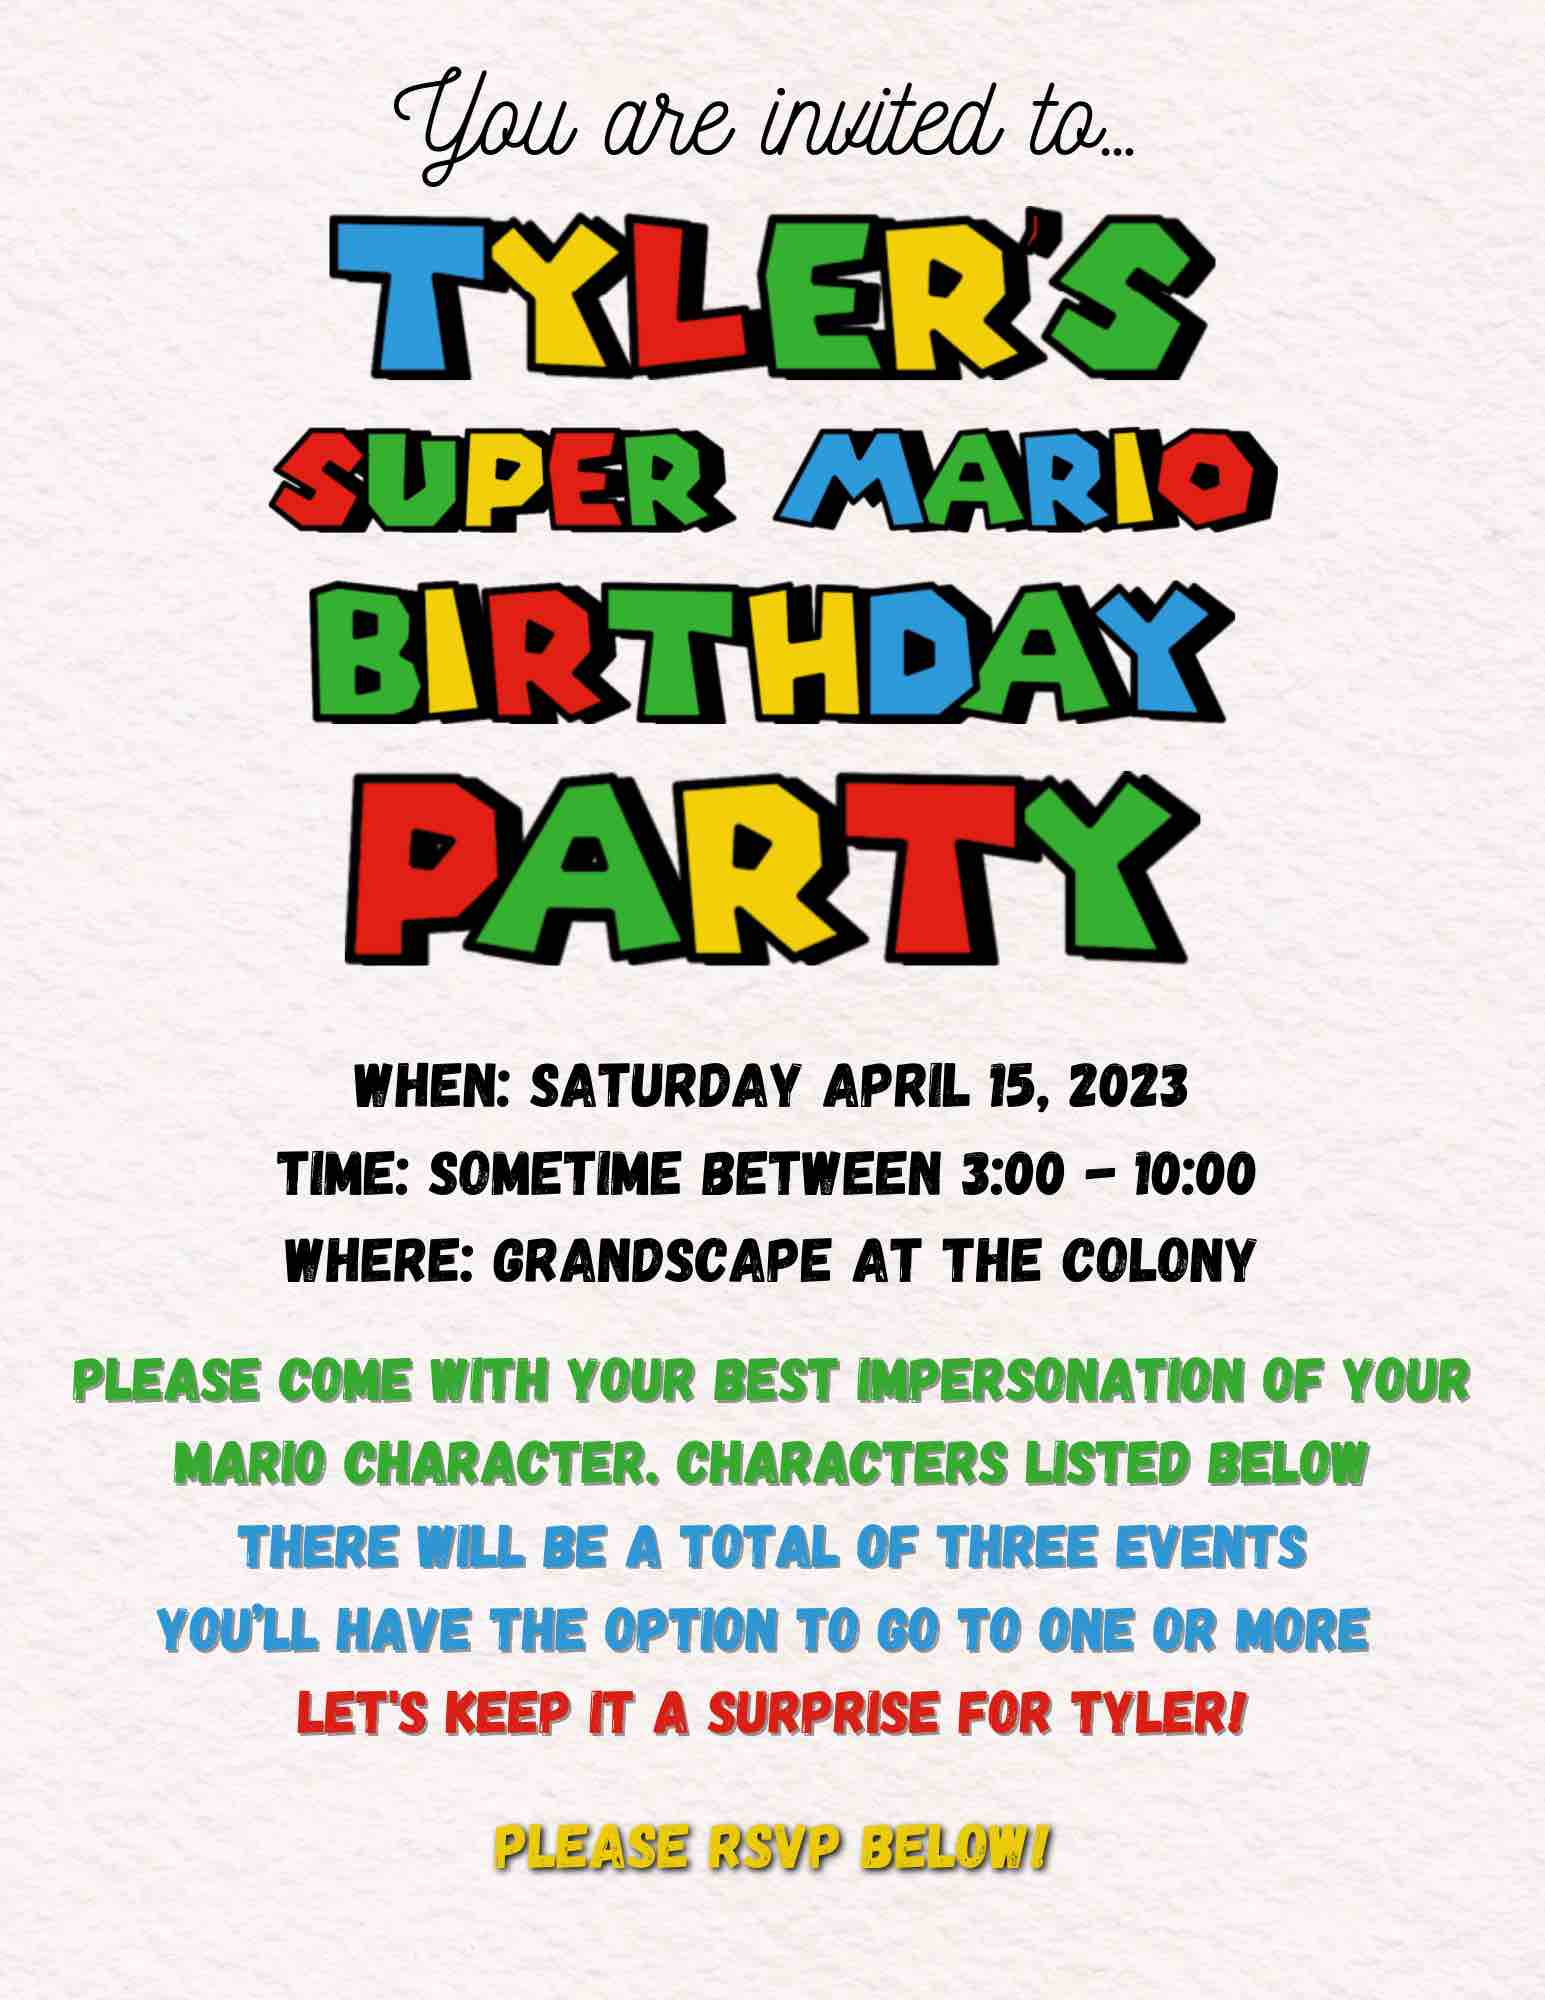 You are invited to...
TYLER'S
SUPER MARIO
BIRTHDAY
PARTY
WHEN: SATURDAY APRIL 15, 2023
TIME: SOMETIME BETWEEN 3:00 – 10:00
WHERE: GRANDSCAPE AT THE COLONY
PLEASE COME WITH YOUR BEST IMPERSONATION OF YOUR
MARIO CHARACTER. CHARACTERS LISTED BELOW
THERE WILL BE A TOTAL OF THREE EVENTS
YOU’LL HAVE THE OPTION TO GO TO ONE OR MORE
LET'S KEEP IT A SURPRISE FOR TYLER!
PLEASE RSVP BELOW!